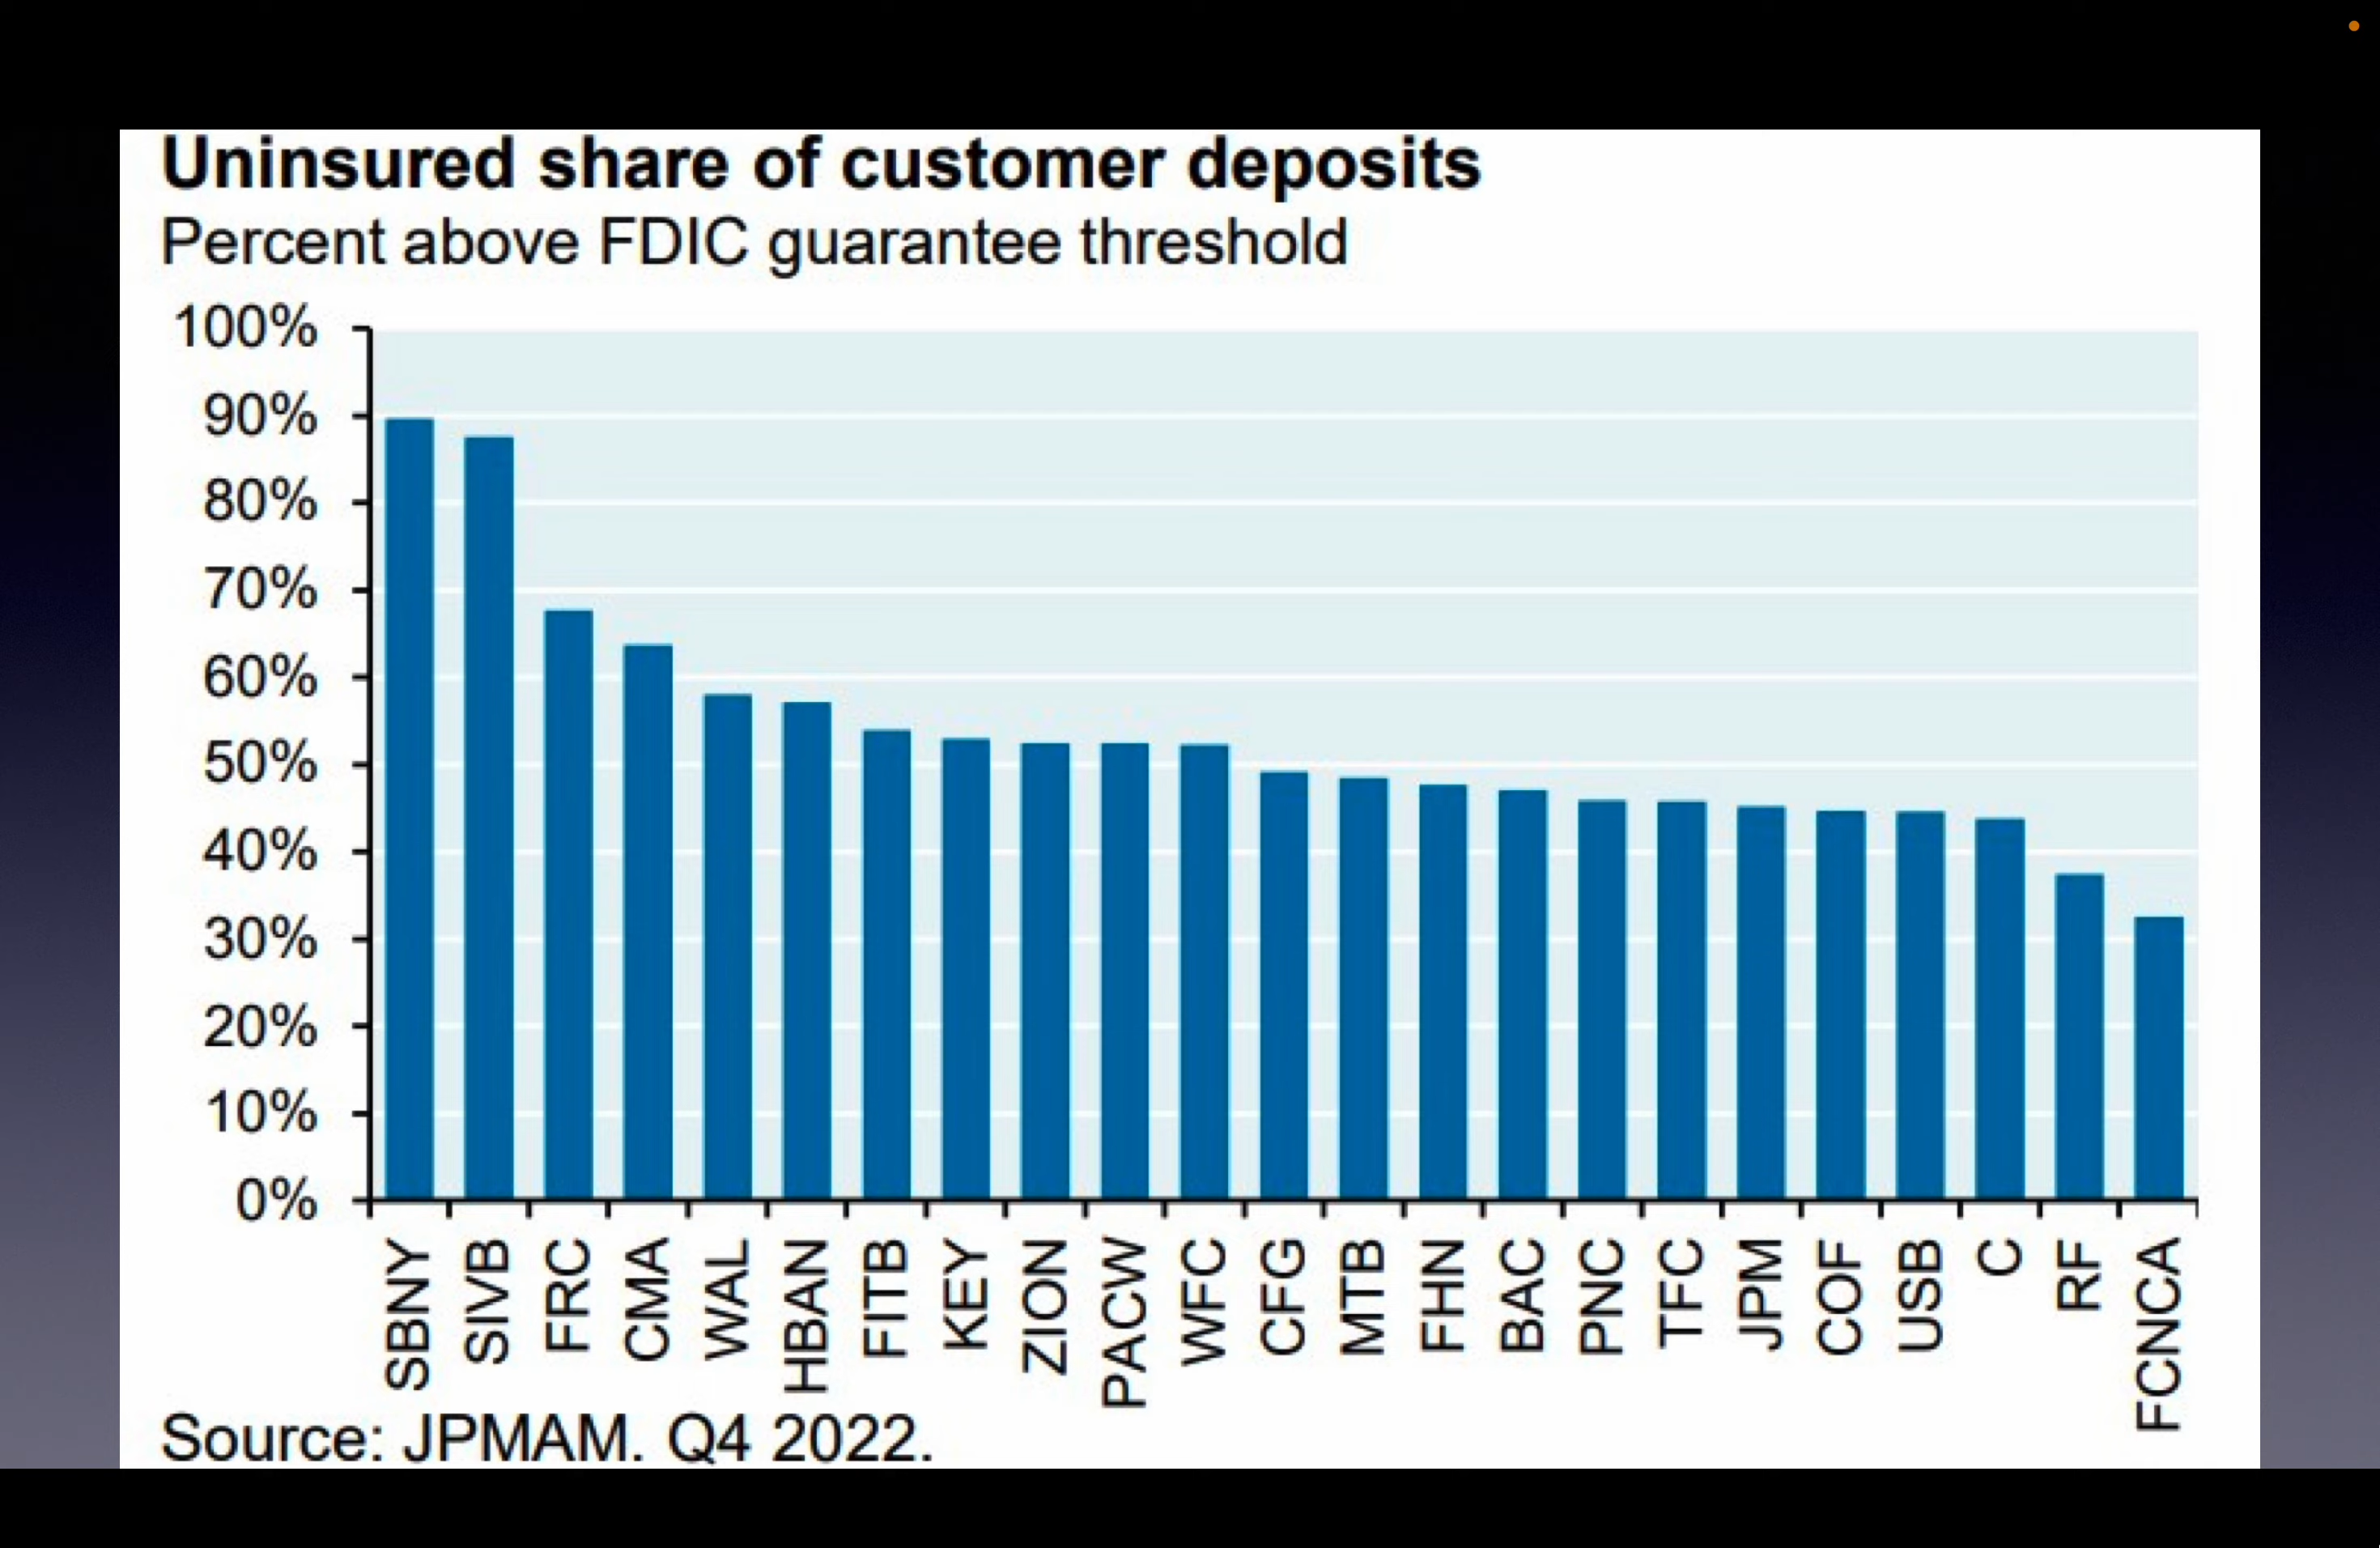 Uninsured share of customer deposits
Percent above FDIC guarantee threshold
100%
90%
80%
70%
60%
50%
40%
30%
20%
10%
0%
SBNY
SIVB
FRC
CMA
WAL
HBAN
FITB
KEY
ZION
PACW
WFC
CFG
MTB
FHN
BAC
PNC
TFC
JPM
COF
USB
C
RF
FCNCA
Source: JPMAM. Q4 2022.